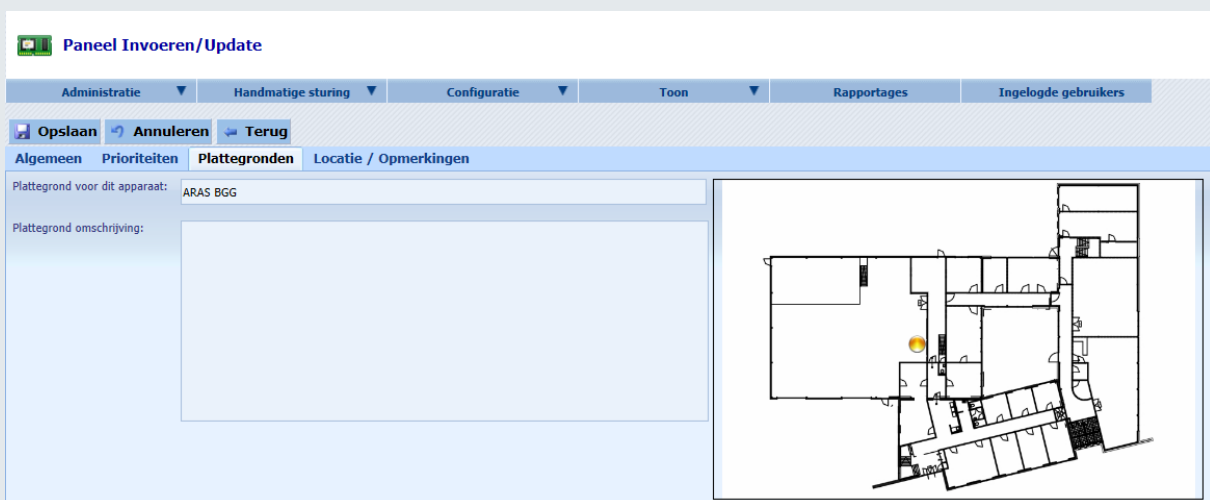 Paneel Invoeren/Update
Administratie Handmatige sturing Configuratie Toon Rapportages Ingelogde gebruikers
Opslaan Annuleren Terug
Algemeen Prioriteiten Plattegronden Locatie / Opmerkingen
Plattegrond voor dit apparaat: ARAS BGG
Plattegrond omschrijving: